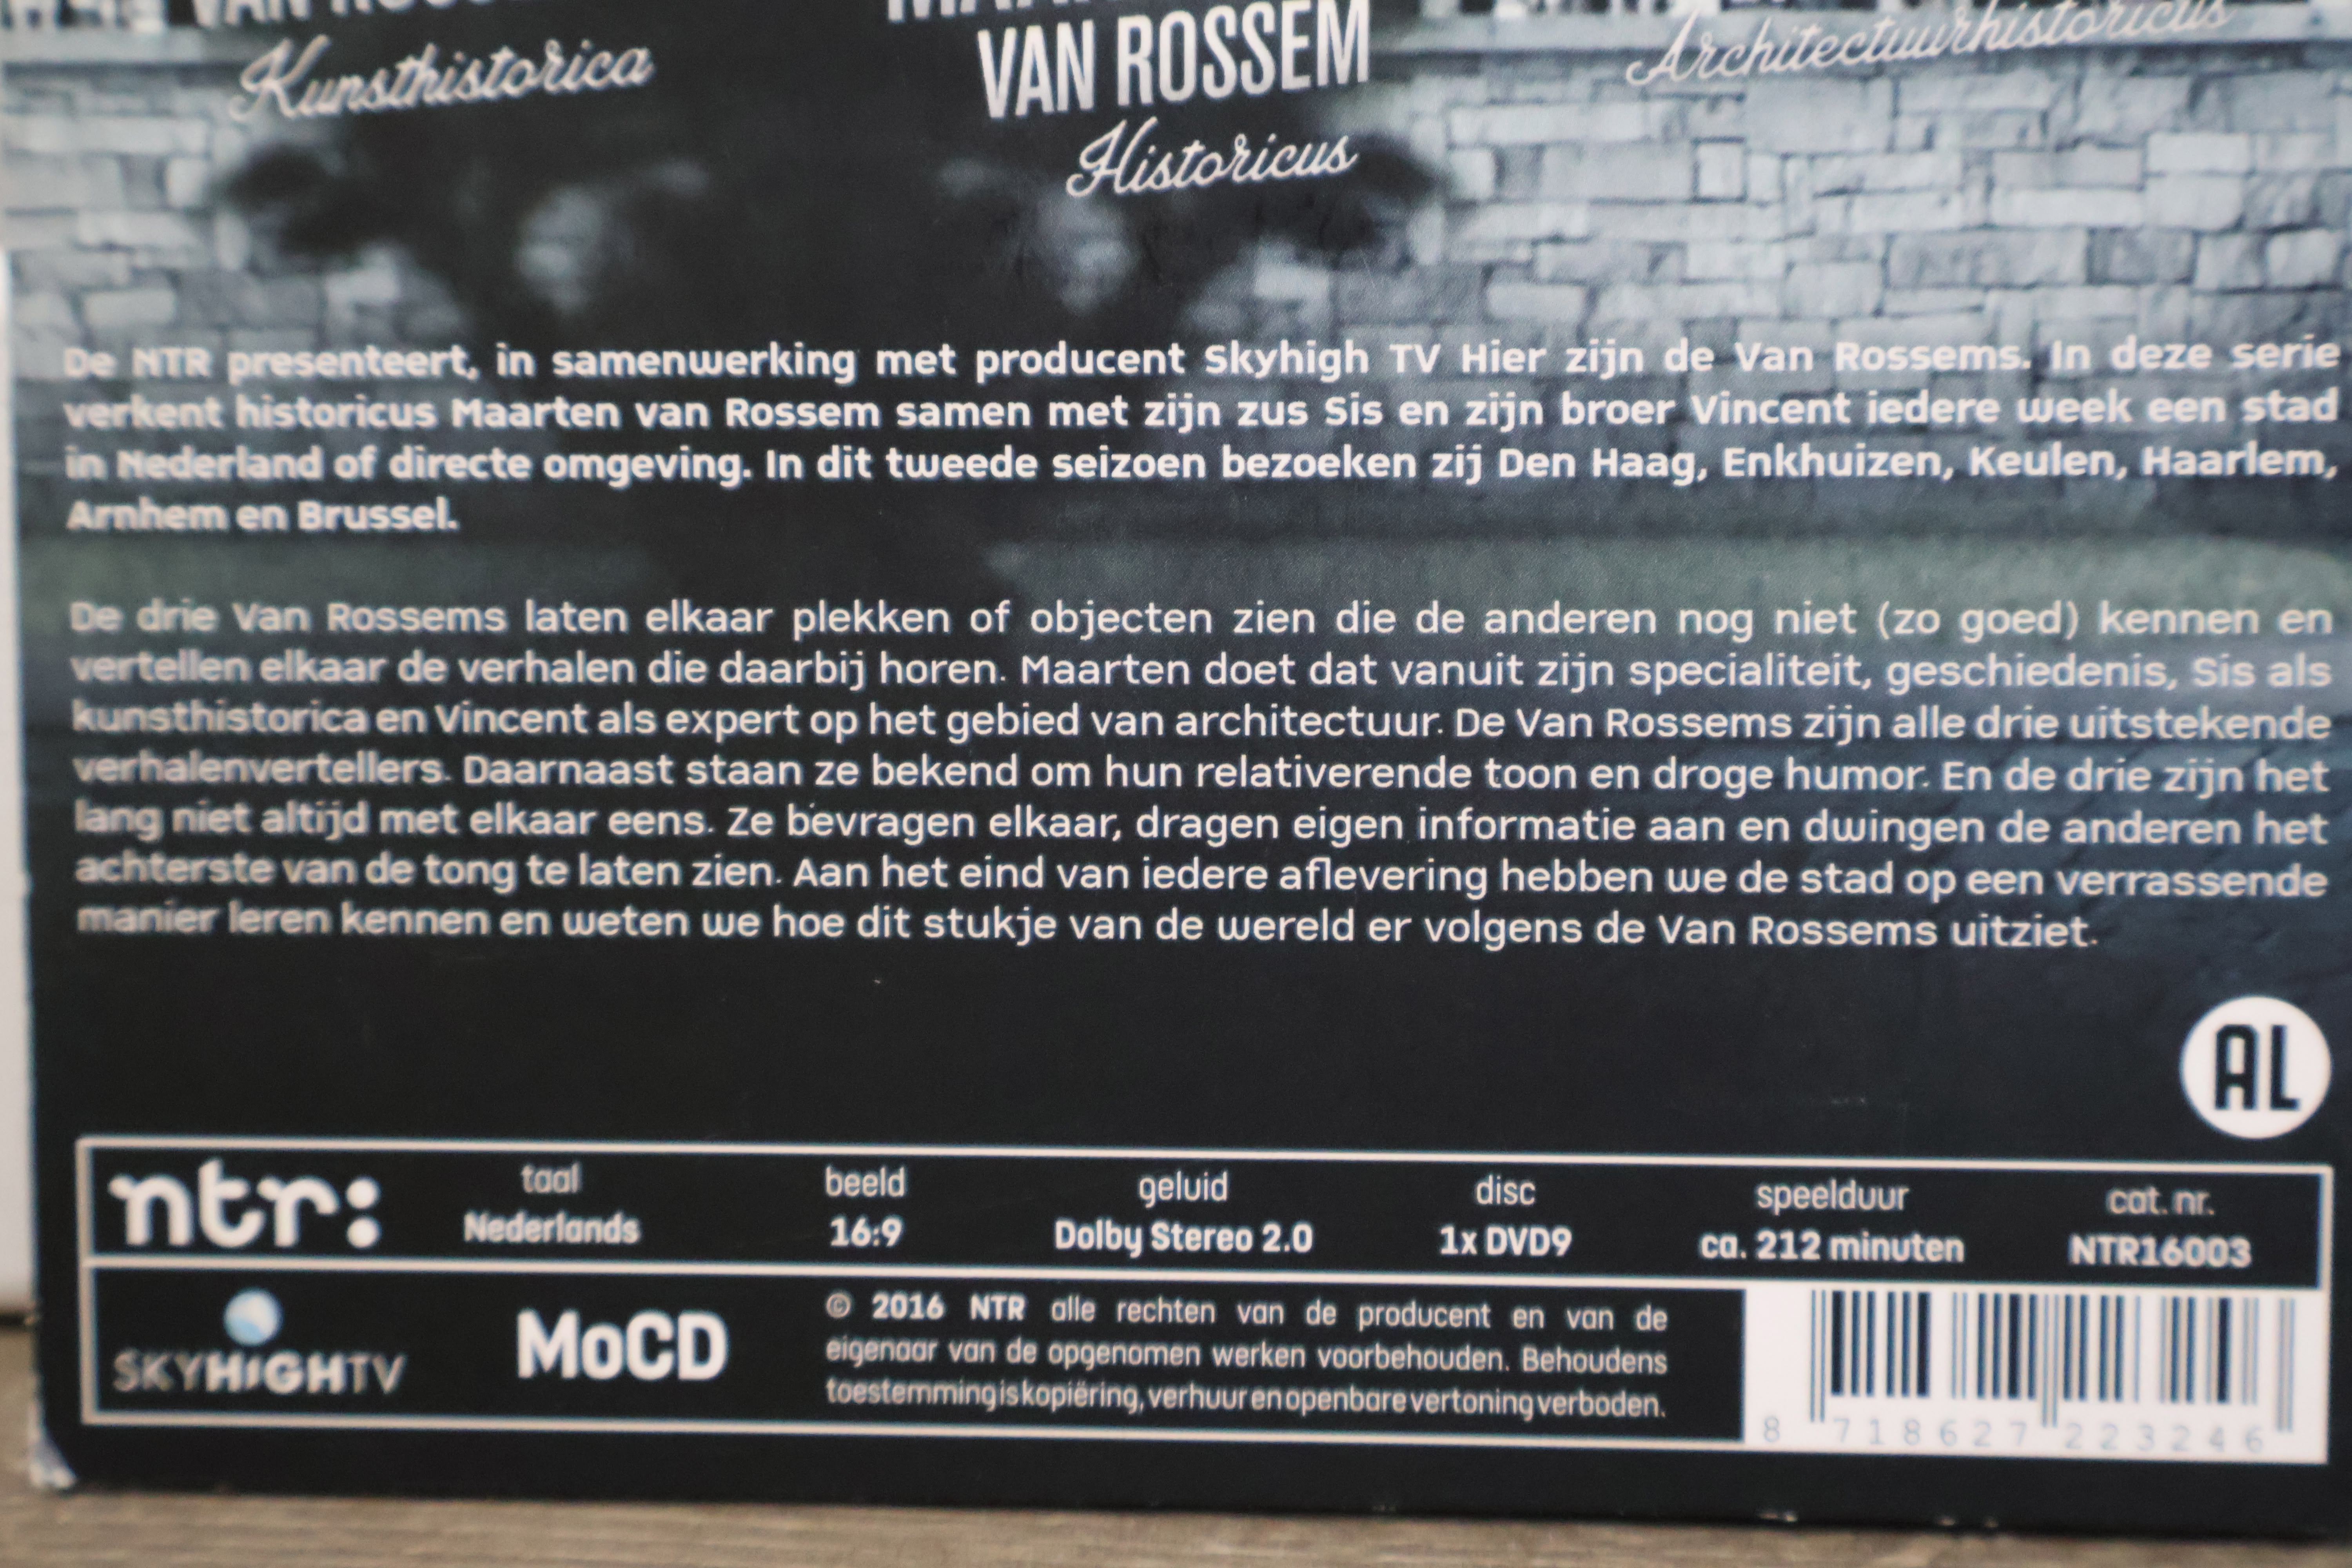 VAN
Kunsthistorica
VAN ROSSEM
Historicus
Architectuurhistoricus
De NTR presenteert, in samenwerking met producent Skyhigh TV Hier zijn de Van Rossems. In deze serie
verkent historicus Maarten van Rossem samen met zijn zus Sis en zijn broer Vincent iedere week een stad
in Nederland of directe omgeving. In dit tweede seizoen bezoeken zij Den Haag, Enkhuizen, Keulen, Haarlem,
Arnhem en Brussel.
De drie Van Rossems laten elkaar plekken of objecten zien die de anderen nog niet (zo goed) kennen en
vertellen elkaar de verhalen die daarbij horen. Maarten doet dat vanuit zijn specialiteit, geschiedenis, Sis als
kunsthistorica en Vincent als expert op het gebied van architectuur. De Van Rossems zijn alle drie uitstekende
verhalenvertellers. Daarnaast staan ze bekend om hun relativerende toon en droge humor. En de drie zijn het
lang niet altijd met elkaar eens. Ze bevragen elkaar, dragen eigen informatie aan en dwingen de anderen het
achterste van de tong te laten zien. Aan het eind van iedere aflevering hebben we de stad op een verrassende
manier leren kennen en weten we hoe dit stukje van de wereld er volgens de Van Rossems uitziet.
AL
ntr:
taal
Nederlands
beeld
16:9
geluid
Dolby Stereo 2.0
disc
1x DVD9
speelduur
ca. 212 minuten
cat. nr.
NTR16003
SKYHIGHTV
MoCD
© 2016 NTR alle rechten van de producent en van de
eigenaar van de opgenomen werken voorbehouden. Behoudens
toestemming is kopiëring, verhuur en openbare vertoning verboden.
8 718627 223246